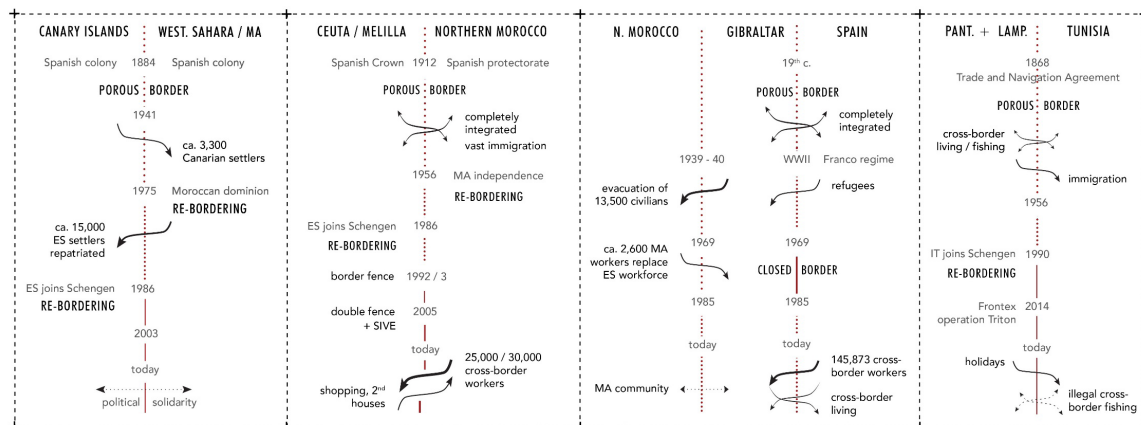 CANARY ISLANDS WEST. SAHARA / MA
Spanish colony 1884 Spanish colony
POROUS BORDER
1941
ca. 3,300
Canarian settlers
1975 Moroccan dominion
RE-BORDERING
ca. 15,000
ES settlers
repatriated
ES joins Schengen 1986
RE-BORDERING
2003
today
political solidarity
CEUTA / MELILLA NORTHERN MOROCCO
Spanish Crown 1912 Spanish protectorate
POROUS BORDER
completely
integrated
vast immigration
1956 MA independence
RE-BORDERING
ES joins Schengen 1986
RE-BORDERING
border fence 1992 / 3
double fence 2005
+ SIVE
today
25,000 / 30,000
cross-border
workers
shopping, 2nd
houses
N. MOROCCO GIBRALTAR SPAIN
19th c.
POROUS BORDER
completely
integrated
1939 - 40 WWII Franco regime
evacuation of
13,500 civilians
refugees
1969 1969
ca. 2,600 MA
workers replace
ES workforce
CLOSED BORDER
1985 1985
today today
145,873 cross-
border workers
MA community
cross-border
living
PANT. + LAMP. TUNISIA
1868
Trade and Navigation Agreement
POROUS BORDER
cross-border
living / fishing
immigration
1956
IT joins Schengen 1990
RE-BORDERING
Frontex 2014
operation Triton
today
holidays
illegal cross-
border fishing